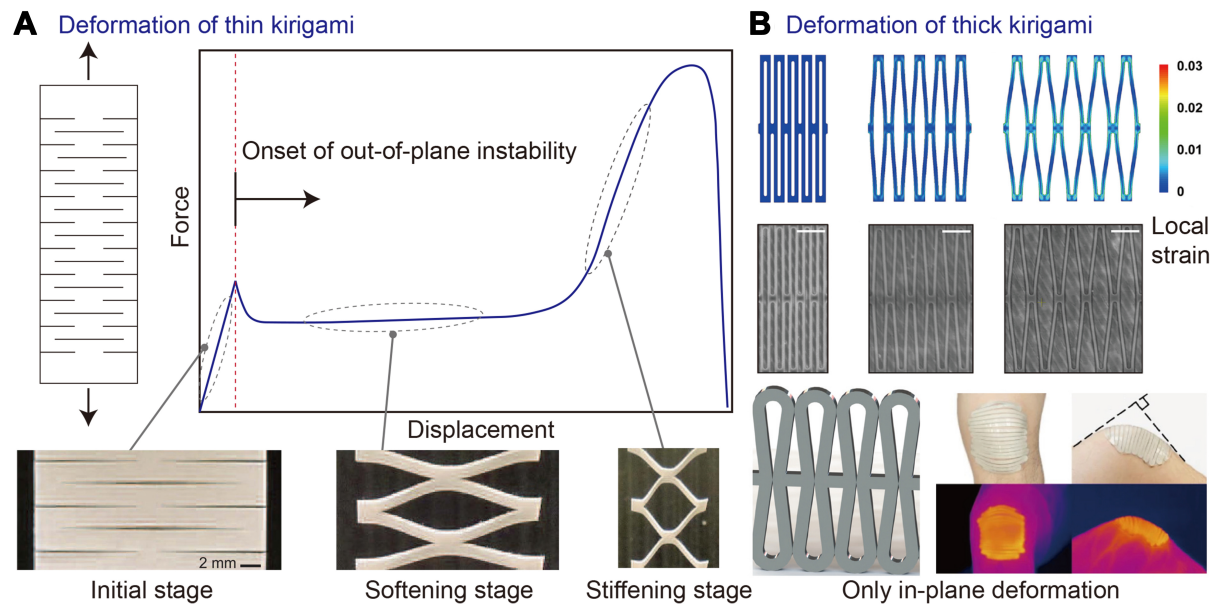 A Deformation of thin kirigami
Onset of out-of-plane instability
Force
Displacement
2 mm
Initial stage
Softening stage
Stiffening stage
B Deformation of thick kirigami
0.03
0.02
0.01
0
Local
strain
Only in-plane deformation